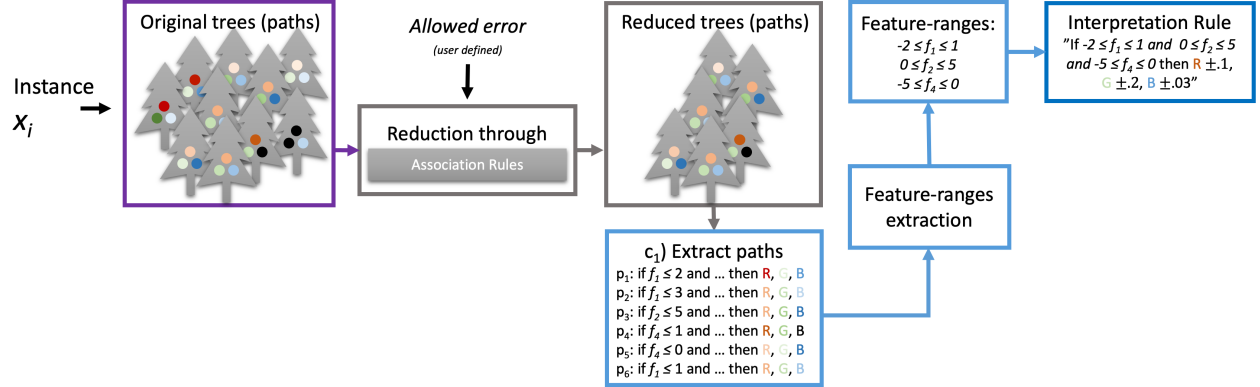 Instance
xi
Original trees (paths)
Allowed error
(user defined)
Reduction through
Association Rules
Reduced trees (paths)
c1) Extract paths
p1: if f1 ≤ 2 and ... then R, G, B
p2: if f1 ≤ 3 and ... then R, G, B
p3: if f2 ≤ 5 and ... then R, G, B
p4: if f4 ≤ 1 and ... then R, G, B
p5: if f4 ≤ 0 and ... then R, G, B
p6: if f1 ≤ 1 and ... then R, G, B
Feature-ranges
extraction
Feature-ranges:
-2 ≤ f1 ≤ 1
0 ≤ f2 ≤ 5
-5 ≤ f4 ≤ 0
Interpretation Rule
"If -2 ≤ f1 ≤ 1 and 0 ≤ f2 ≤ 5
and -5 ≤ f4 ≤ 0 then R ±.1,
G ±.2, B ±.03"